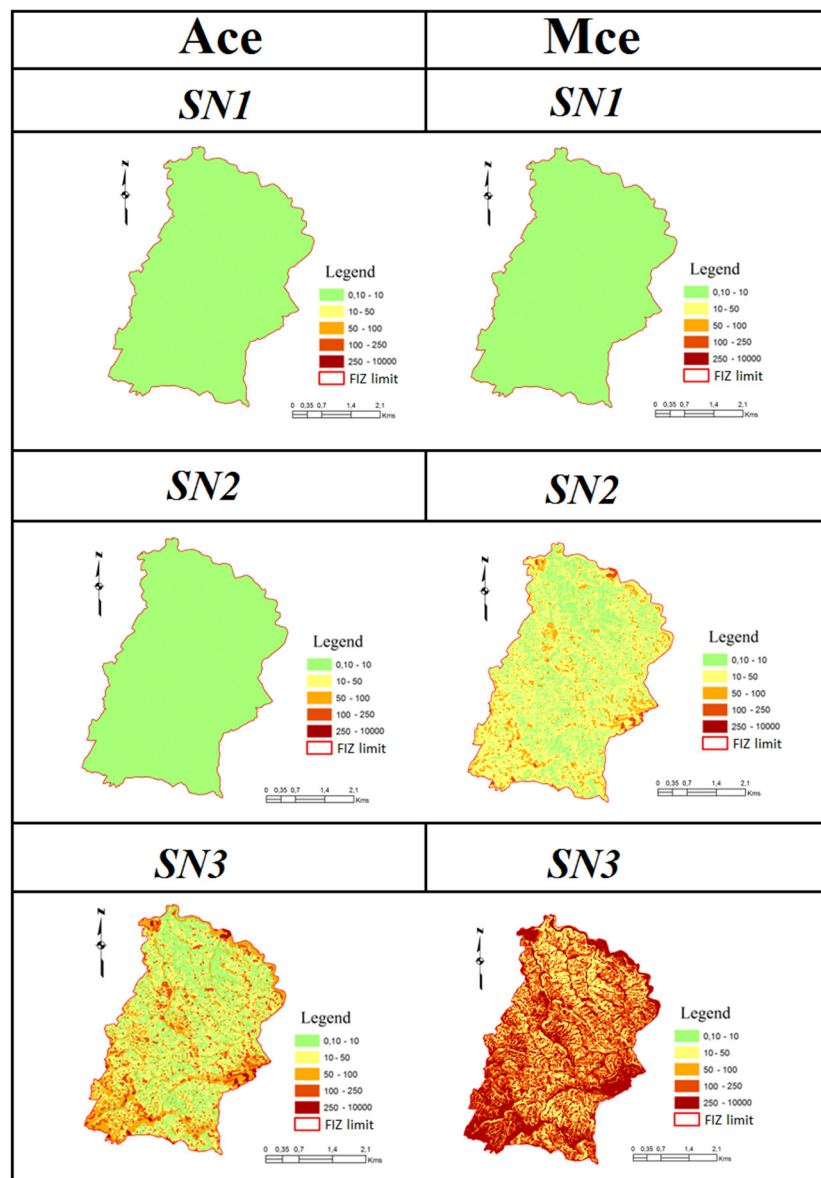 Ace Mce
SN1 SN1
N
Legend
0,10 - 10
10 - 50
50 - 100
100 - 250
250 - 10000
FIZ limit
0 0,35 0,7 1,4 2,1
Kms
N
Legend
0,10 - 10
10 - 50
50 - 100
100 - 250
250 - 10000
FIZ limit
0 0,35 0,7 1,4 2,1
Kms
SN2 SN2
N
Legend
0,10 - 10
10 - 50
50 - 100
100 - 250
250 - 10000
FIZ limit
0 0,35 0,7 1,4 2,1
Kms
N
Legend
0,10 - 10
10 - 50
50 - 100
100 - 250
250 - 10000
FIZ limit
0 0,35 0,7 1,4 2,1
Kms
SN3 SN3
N
Legend
0,10 - 10
10 - 50
50 - 100
100 - 250
250 - 10000
FIZ limit
0 0,35 0,7 1,4 2,1
Kms
N
Legend
0,10 - 10
10 - 50
50 - 100
100 - 250
250 - 10000
FIZ limit
0 0,35 0,7 1,4 2,1
Kms